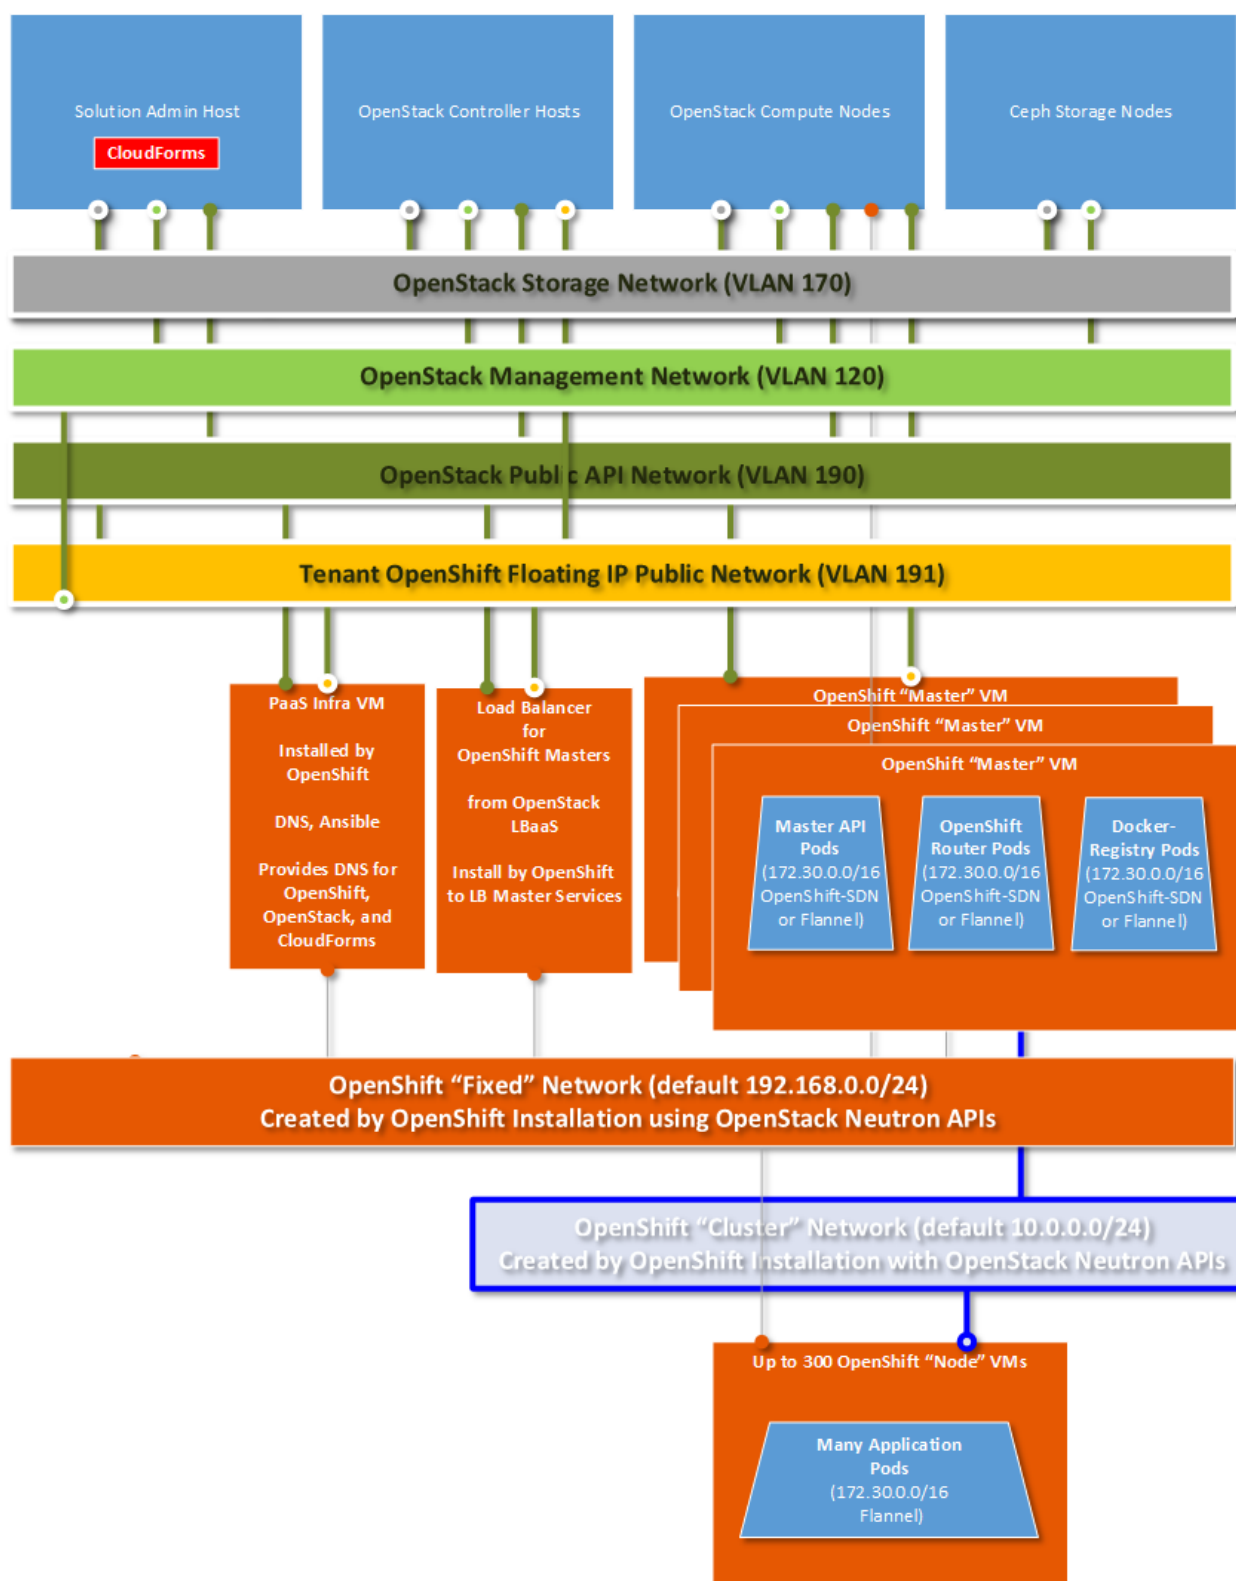 Solution Admin Host
CloudForms
OpenStack Controller Hosts
OpenStack Compute Nodes
Ceph Storage Nodes
OpenStack Storage Network (VLAN 170)
OpenStack Management Network (VLAN 120)
OpenStack Public API Network (VLAN 190)
Tenant OpenShift Floating IP Public Network (VLAN 191)
PaaS Infra VM
Installed by
OpenShift
DNS, Ansible
Provides DNS for
OpenShift,
OpenStack, and
CloudForms
Load Balancer
for
OpenShift Masters
from OpenStack
LBaaS
Install by OpenShift
to LB Master Services
OpenShift “Master” VM
OpenShift “Master” VM
OpenShift “Master” VM
Master API
Pods
(172.30.0.0/16
OpenShift-SDN
or Flannel)
OpenShift
Router Pods
(172.30.0.0/16
OpenShift-SDN
or Flannel)
Docker-
Registry Pods
(172.30.0.0/16
OpenShift-SDN
or Flannel)
OpenShift “Fixed” Network (default 192.168.0.0/24)
Created by OpenShift Installation using OpenStack Neutron APIs
OpenShift “Cluster” Network (default 10.0.0.0/24)
Created by OpenShift Installation with OpenStack Neutron APIs
Up to 300 OpenShift “Node” VMs
Many Application
Pods
(172.30.0.0/16
Flannel)